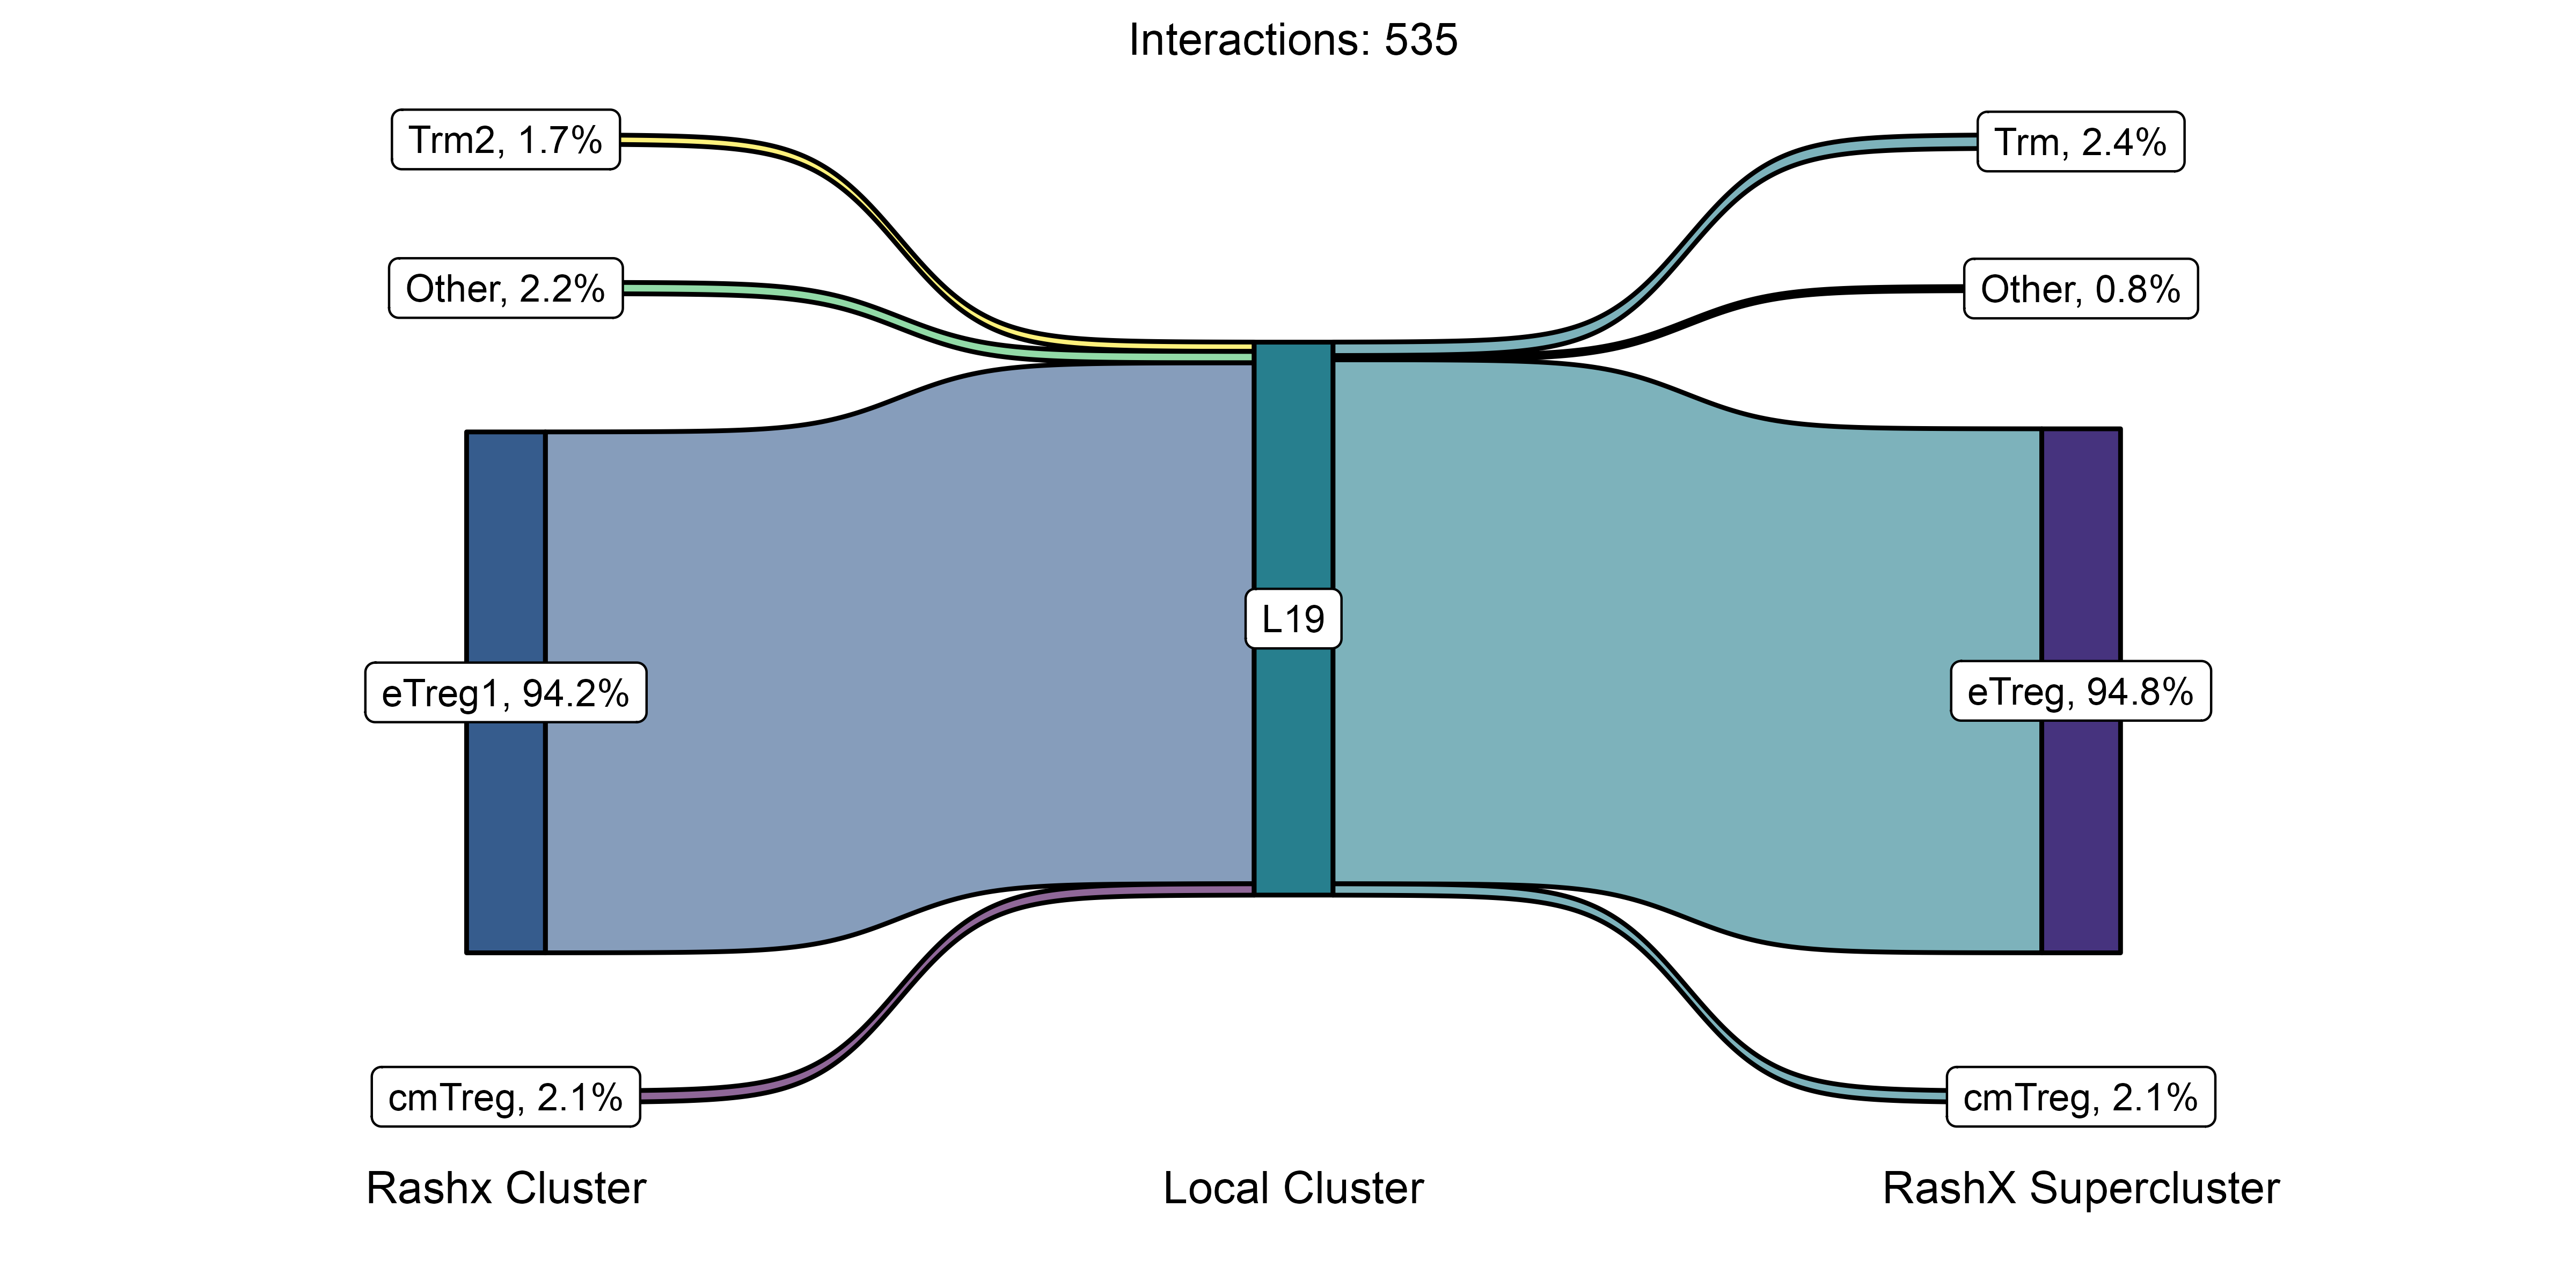 Interactions: 535
Trm2, 1.7%
Trm, 2.4%
Other, 2.2%
Other, 0.8%
L19
eTreg1, 94.2%
eTreg, 94.8%
cmTreg, 2.1%
cmTreg, 2.1%
Rashx Cluster
Local Cluster
RashX Supercluster